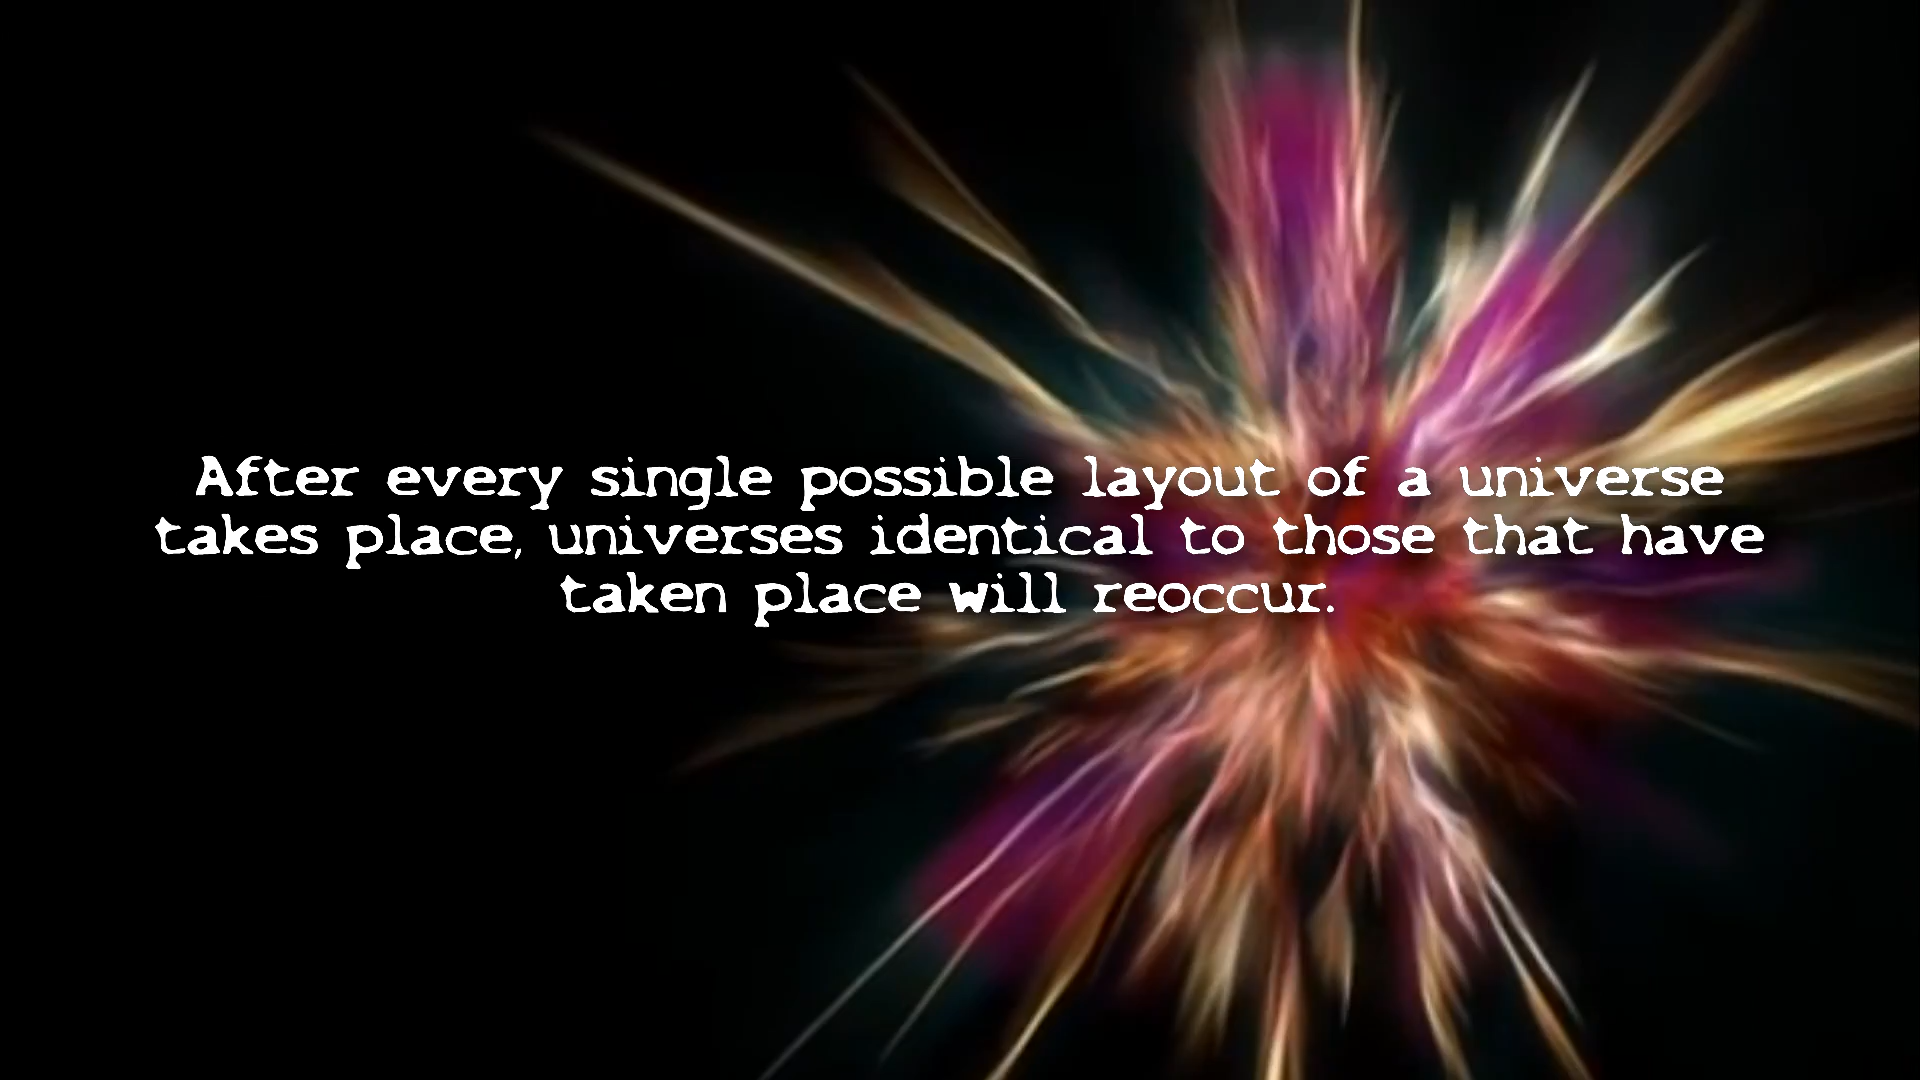 After every single possible layout of a universe
takes place, universes identical to those that have
taken place will reoccur.